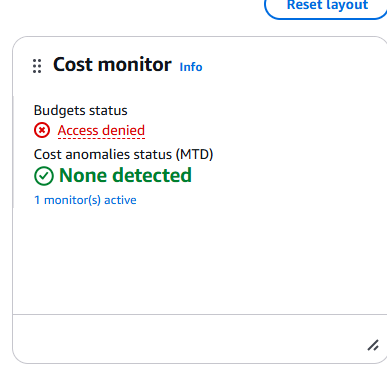 Reset layout
Cost monitor Info
Budgets status
Access denied
Cost anomalies status (MTD)
None detected
1 monitor(s) active